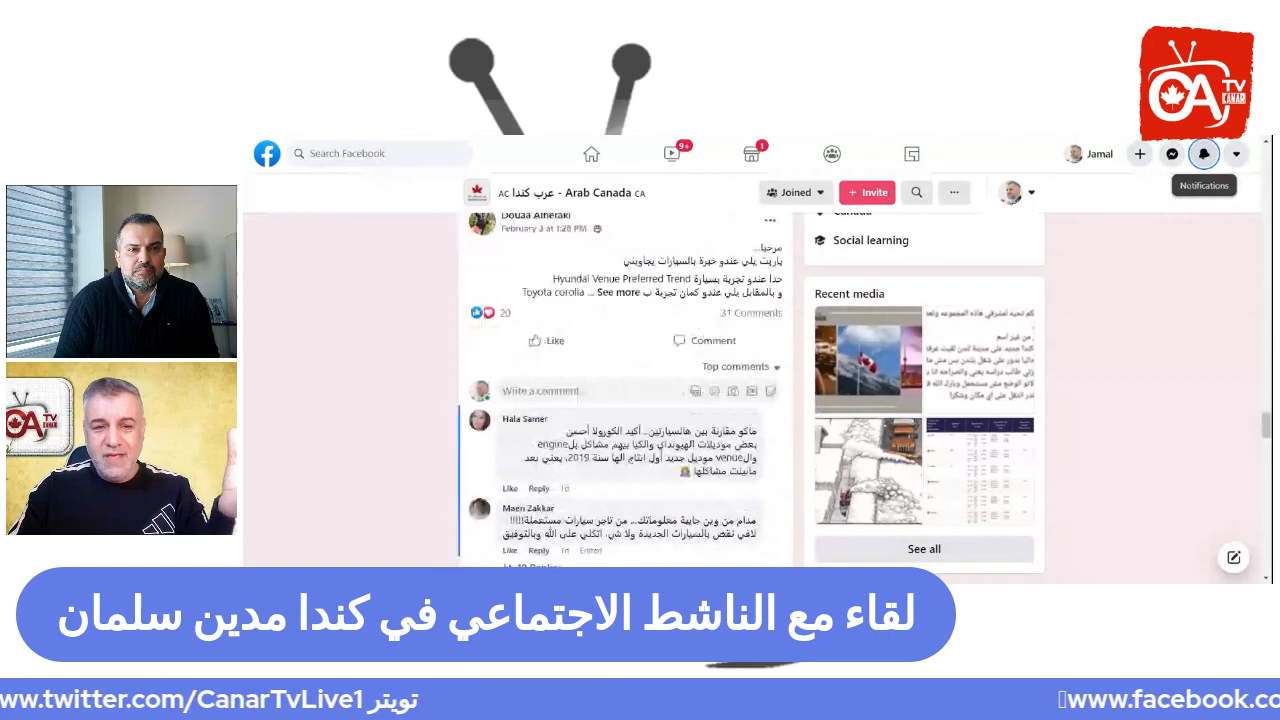 CA TV
CANAR
Search Facebook
9+
1
Jamal
Notifications
AC عرب كندا - Arab Canada CA
Joined
+ Invite
Douaa Alhetaki
February 3 at 1:28 PM
مرحبا...
ياريت يلي عندو خبرة بالسيارات يجاوبني
حدا عندو تجربة بسيارة Hyundai Venue Preferred Trend
و بالمقابل يلي عندو كمان تجربة ب Toyota corolla ... See more
20
31 Comments
Like
Comment
Top comments
Write a comment...
Hala Samer
ماكو مقارنة بين هالسيارتين...أكيد الكورولا أحسن
بعض موديلات الهيونداي والكيا بيهم مشاكل بلengine
والvenue موديل جديد أول انتاج الها سنة 2019، يعني بعد
مابينت مشاكلها
Like Reply 1d
Maen Zakkar
مدام من وين جايبة معلوماتك... من تاجر سيارات مستعملة!!!!!
لافي نقص بالسيارات الجديدة ولا شي، اتكلي على الله وبالتوفيق
Like Reply 1d Edited
10 Replies
Canada
Social learning
Recent media
See all
لقاء مع الناشط الاجتماعي في كندا مدين سلمان
ww.twitter.com/CanarTvLive1 تويتر
www.facebook.co